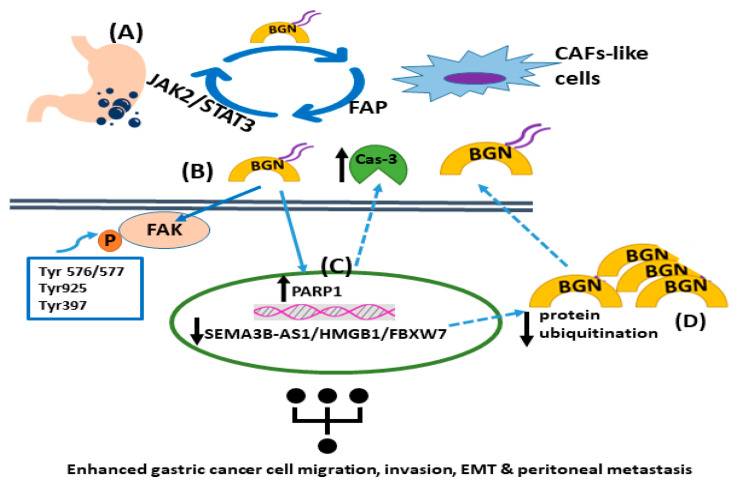 (A)
BGN
JAK2/STAT3
FAP
CAFs-like
cells
(B)
BGN
Cas-3
BGN
FAK
P
Tyr 576/577
Tyr925
Tyr397
(C)
PARP1
SEMA3B-AS1/HMGB1/FBXW7
BGN
BGN
BGN
BGN
protein
ubiquitination
(D)
Enhanced gastric cancer cell migration, invasion, EMT & peritoneal metastasis